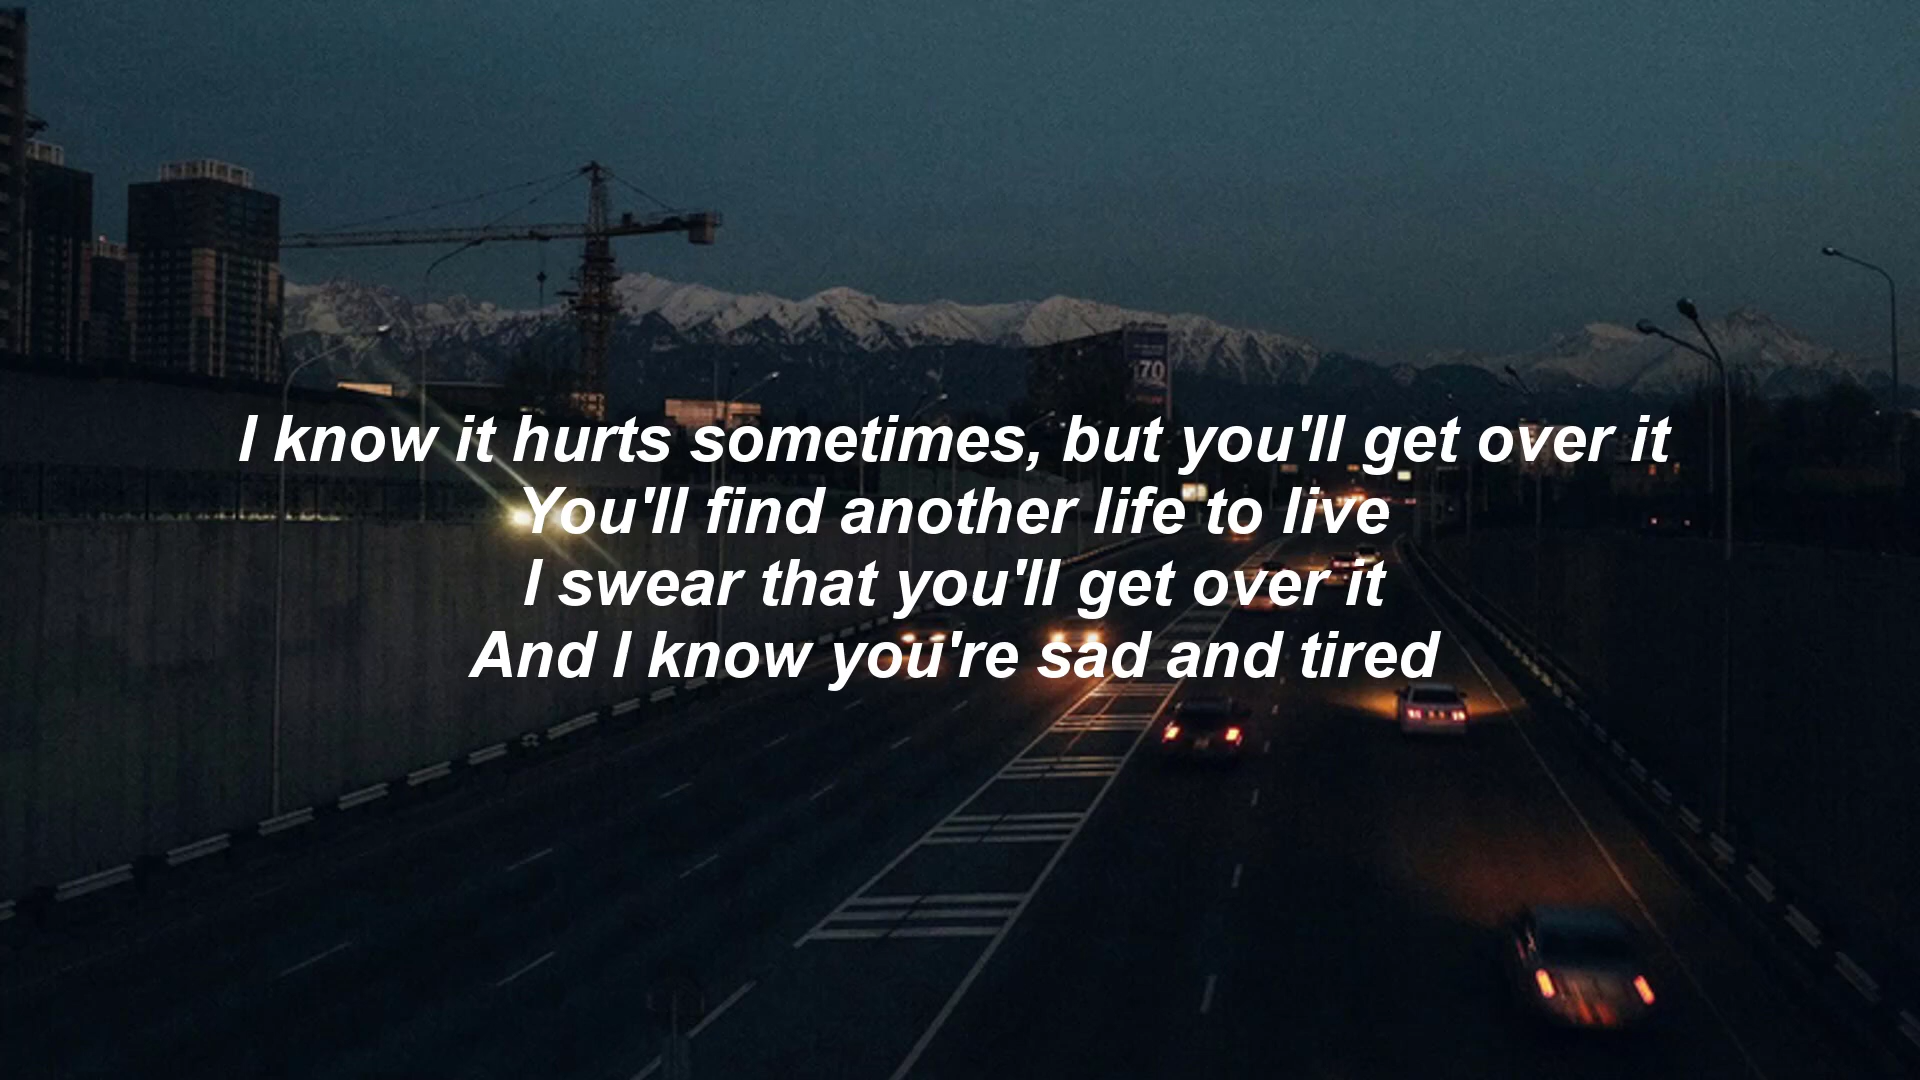 170
I know it hurts sometimes, but you'll get over it
You'll find another life to live
I swear that you'll get over it
And I know you're sad and tired